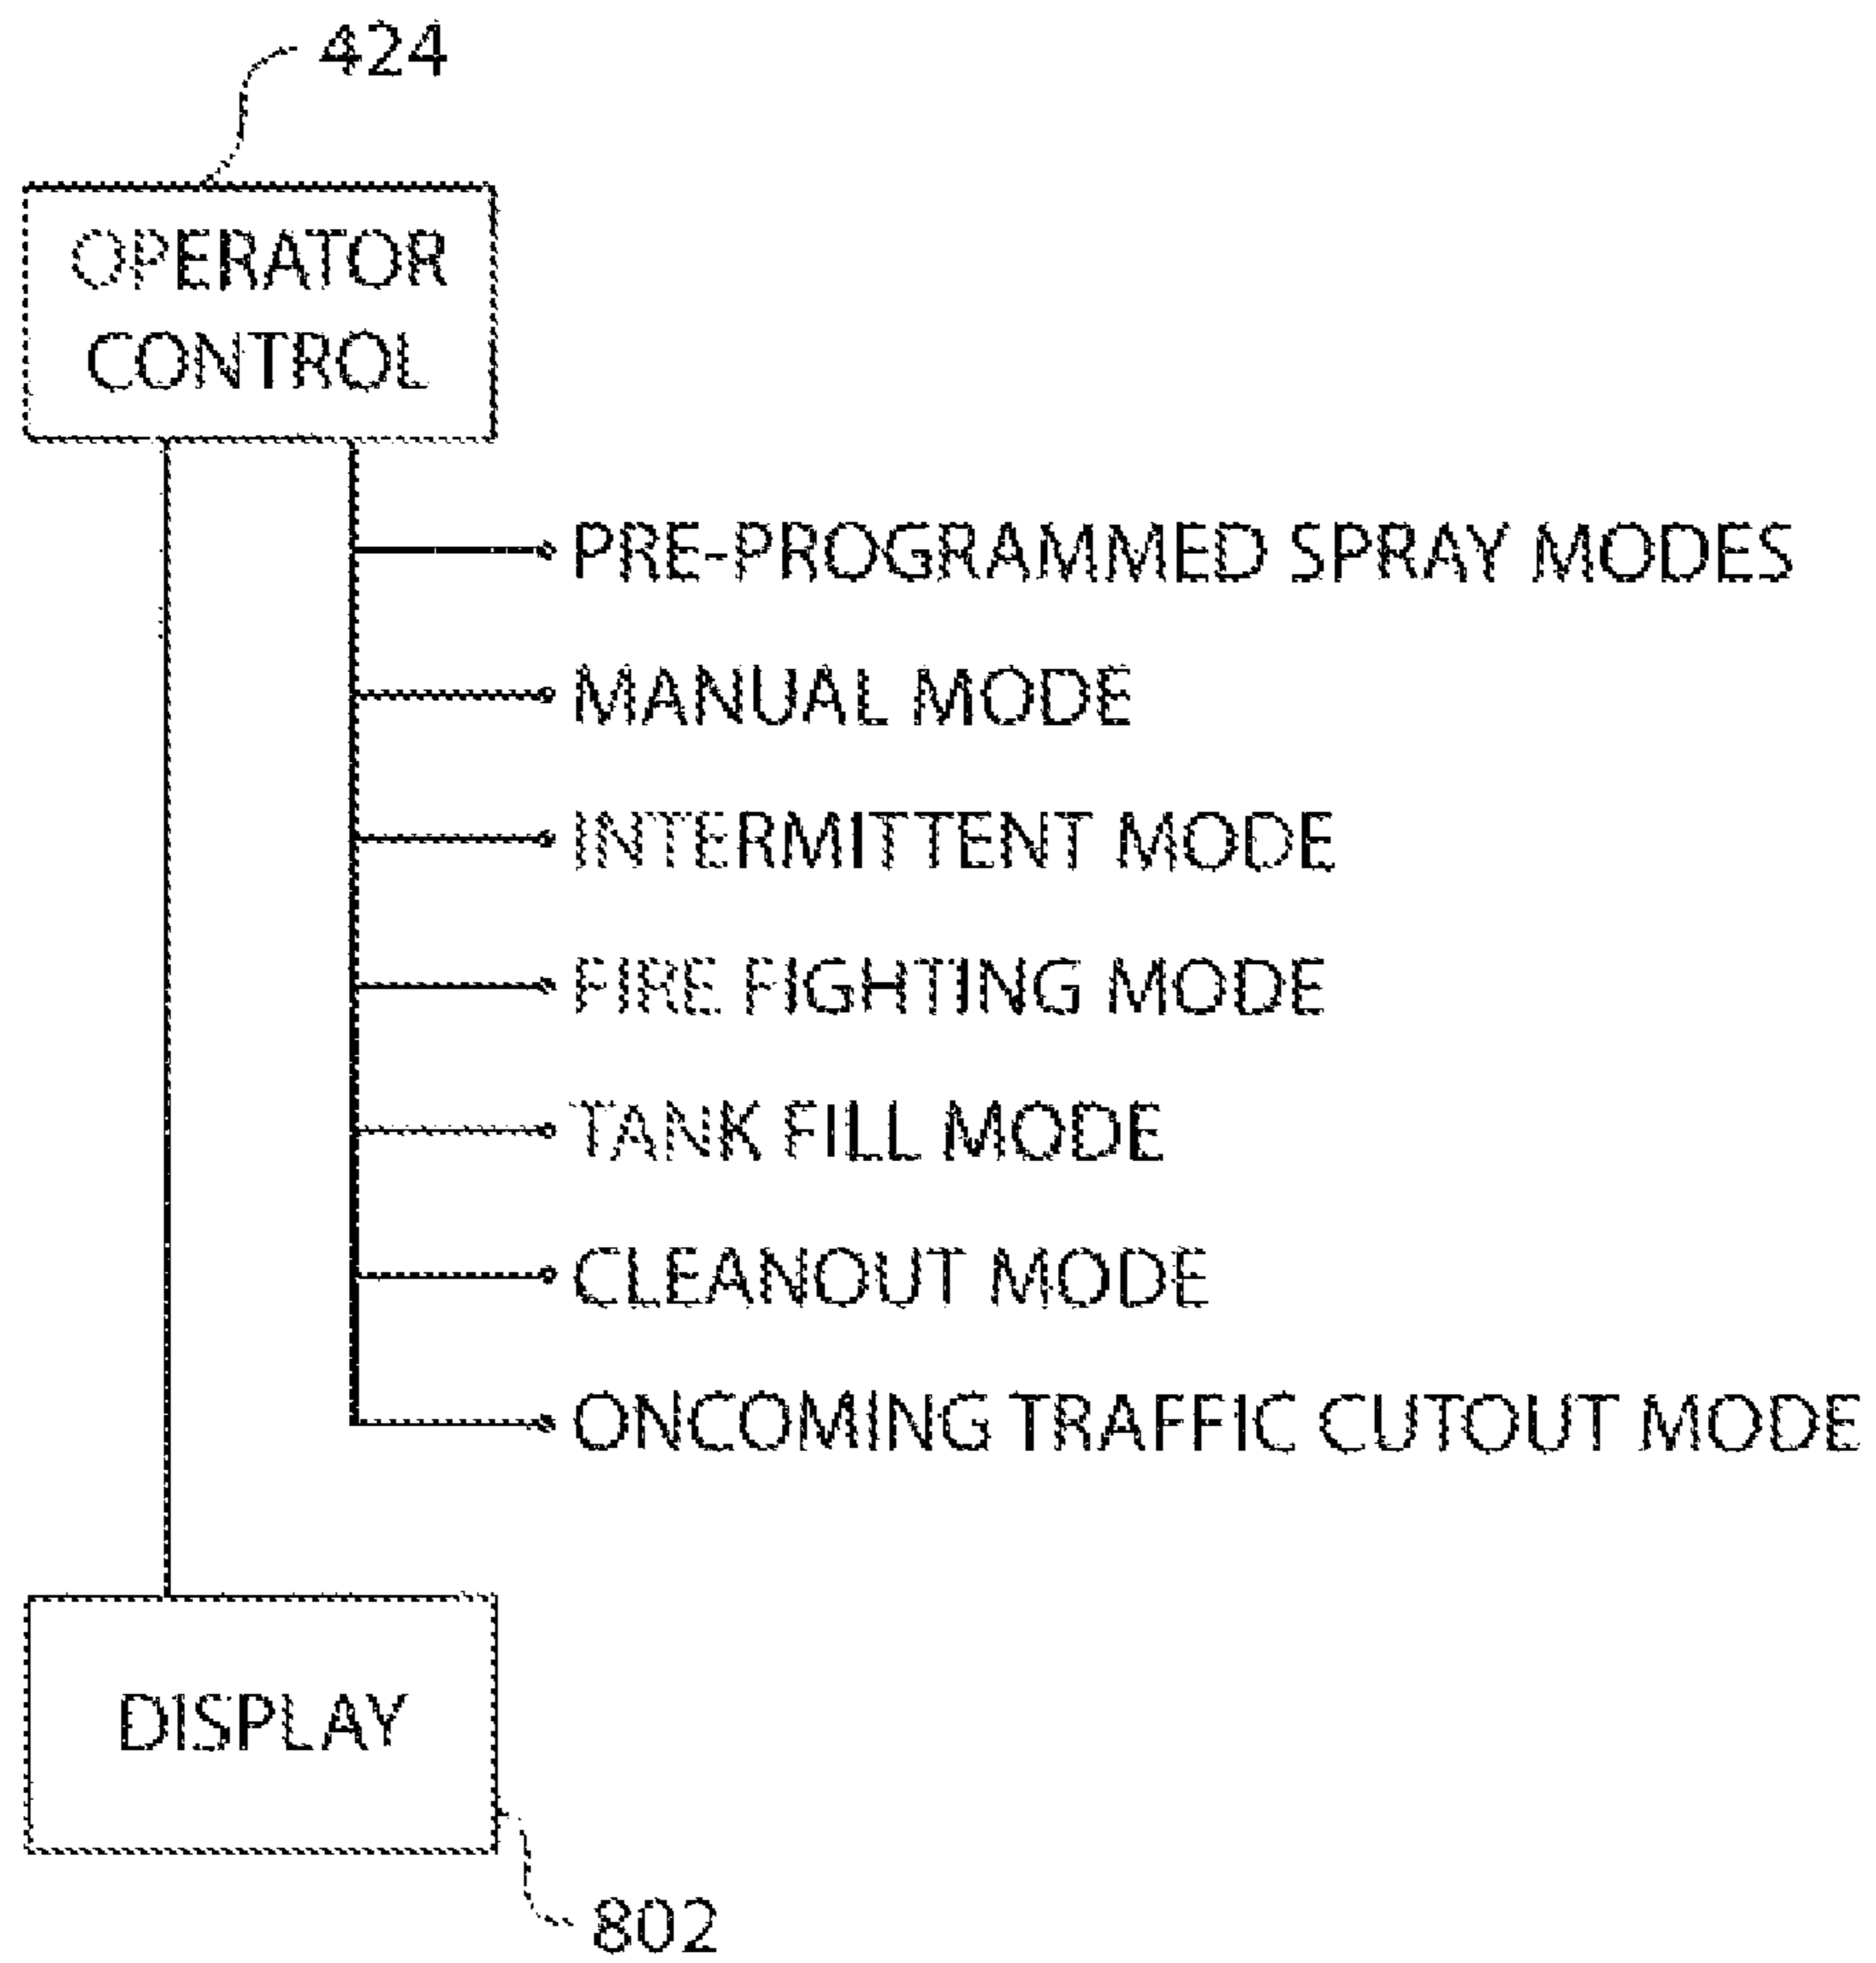 424
OPERATOR
CONTROL
PRE-PROGRAMMED SPRAY MODES
MANUAL MODE
INTERMITTENT MODE
FIRE FIGHTING MODE
TANK FILL MODE
CLEANOUT MODE
ONCOMING TRAFFIC CUTOUT MODE
DISPLAY
802